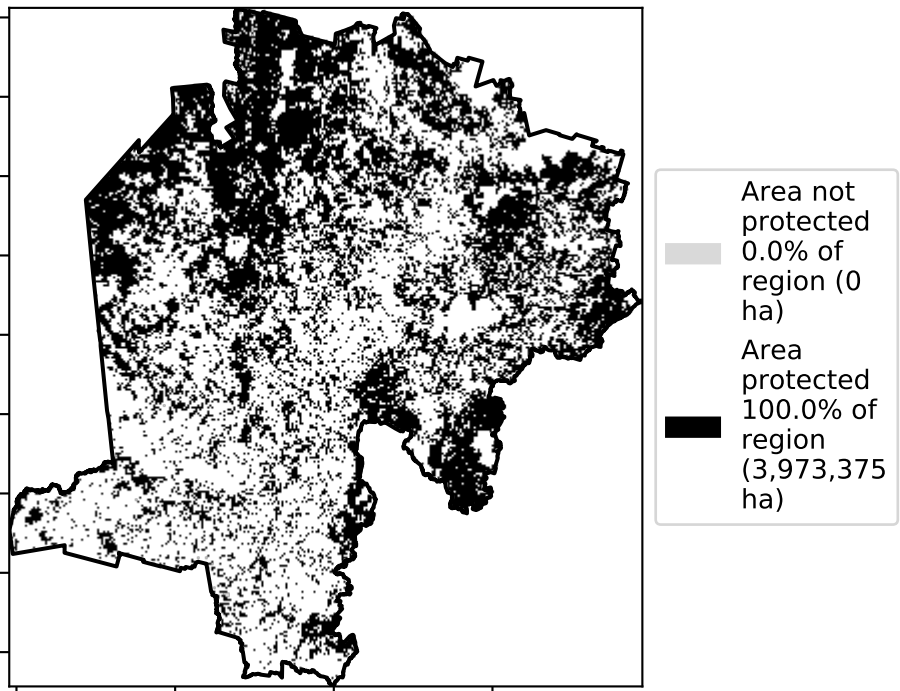 Area not
protected
0.0% of
region (0
ha)
Area
protected
100.0% of
region
(3,973,375
ha)